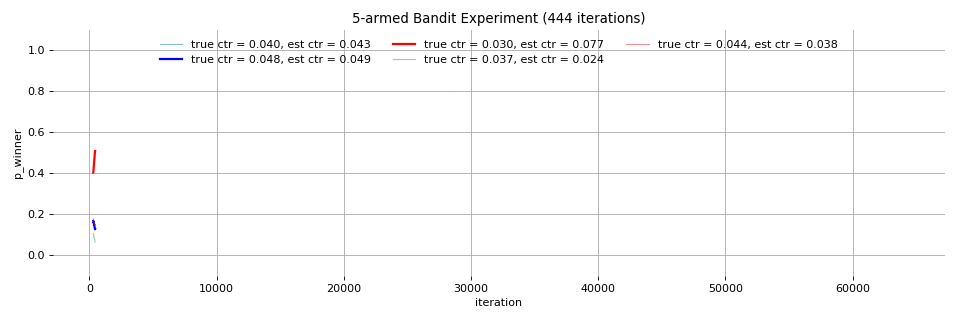 5-armed Bandit Experiment (444 iterations)
true ctr = 0.040, est ctr = 0.043
true ctr = 0.048, est ctr = 0.049
true ctr = 0.030, est ctr = 0.077
true ctr = 0.037, est ctr = 0.024
true ctr = 0.044, est ctr = 0.038
p_winner
1.0
0.8
0.6
0.4
0.2
0.0
0 10000 20000 30000 40000 50000 60000
iteration